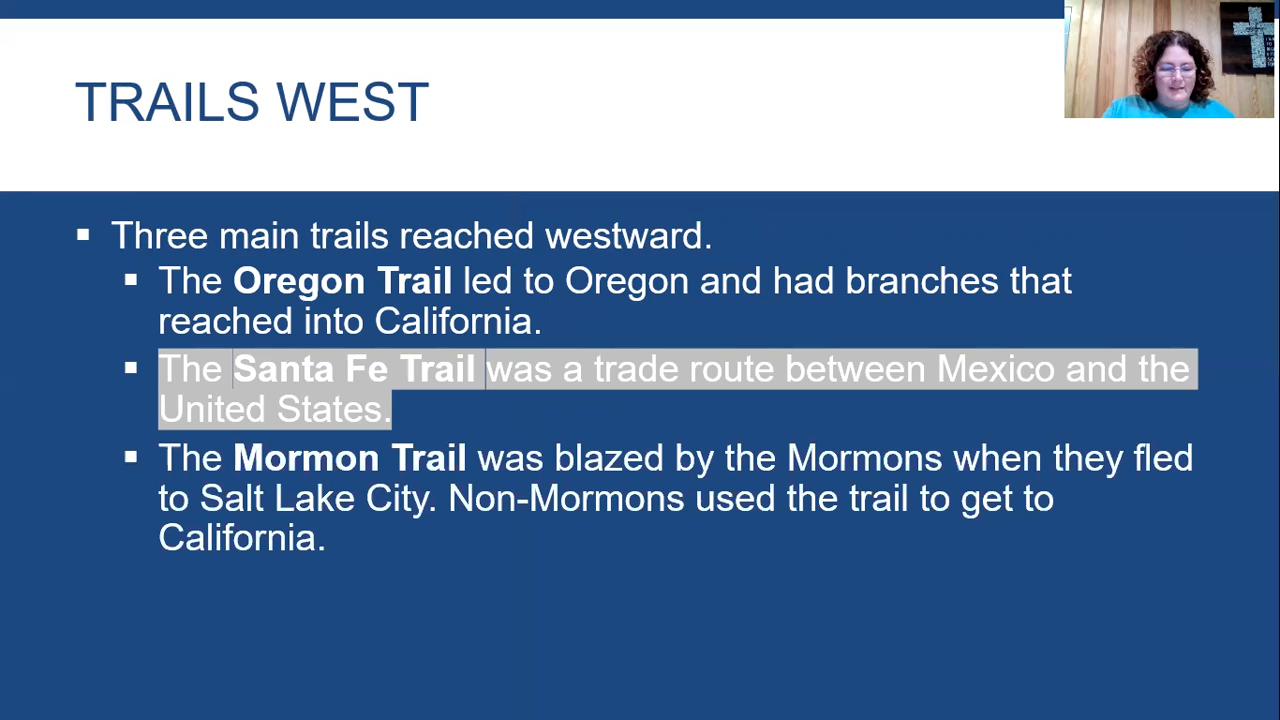 TRAILS WEST
▪ Three main trails reached westward.
▪ The Oregon Trail led to Oregon and had branches that
reached into California.
▪ The Santa Fe Trail was a trade route between Mexico and the
United States.
▪ The Mormon Trail was blazed by the Mormons when they fled
to Salt Lake City. Non-Mormons used the trail to get to
California.